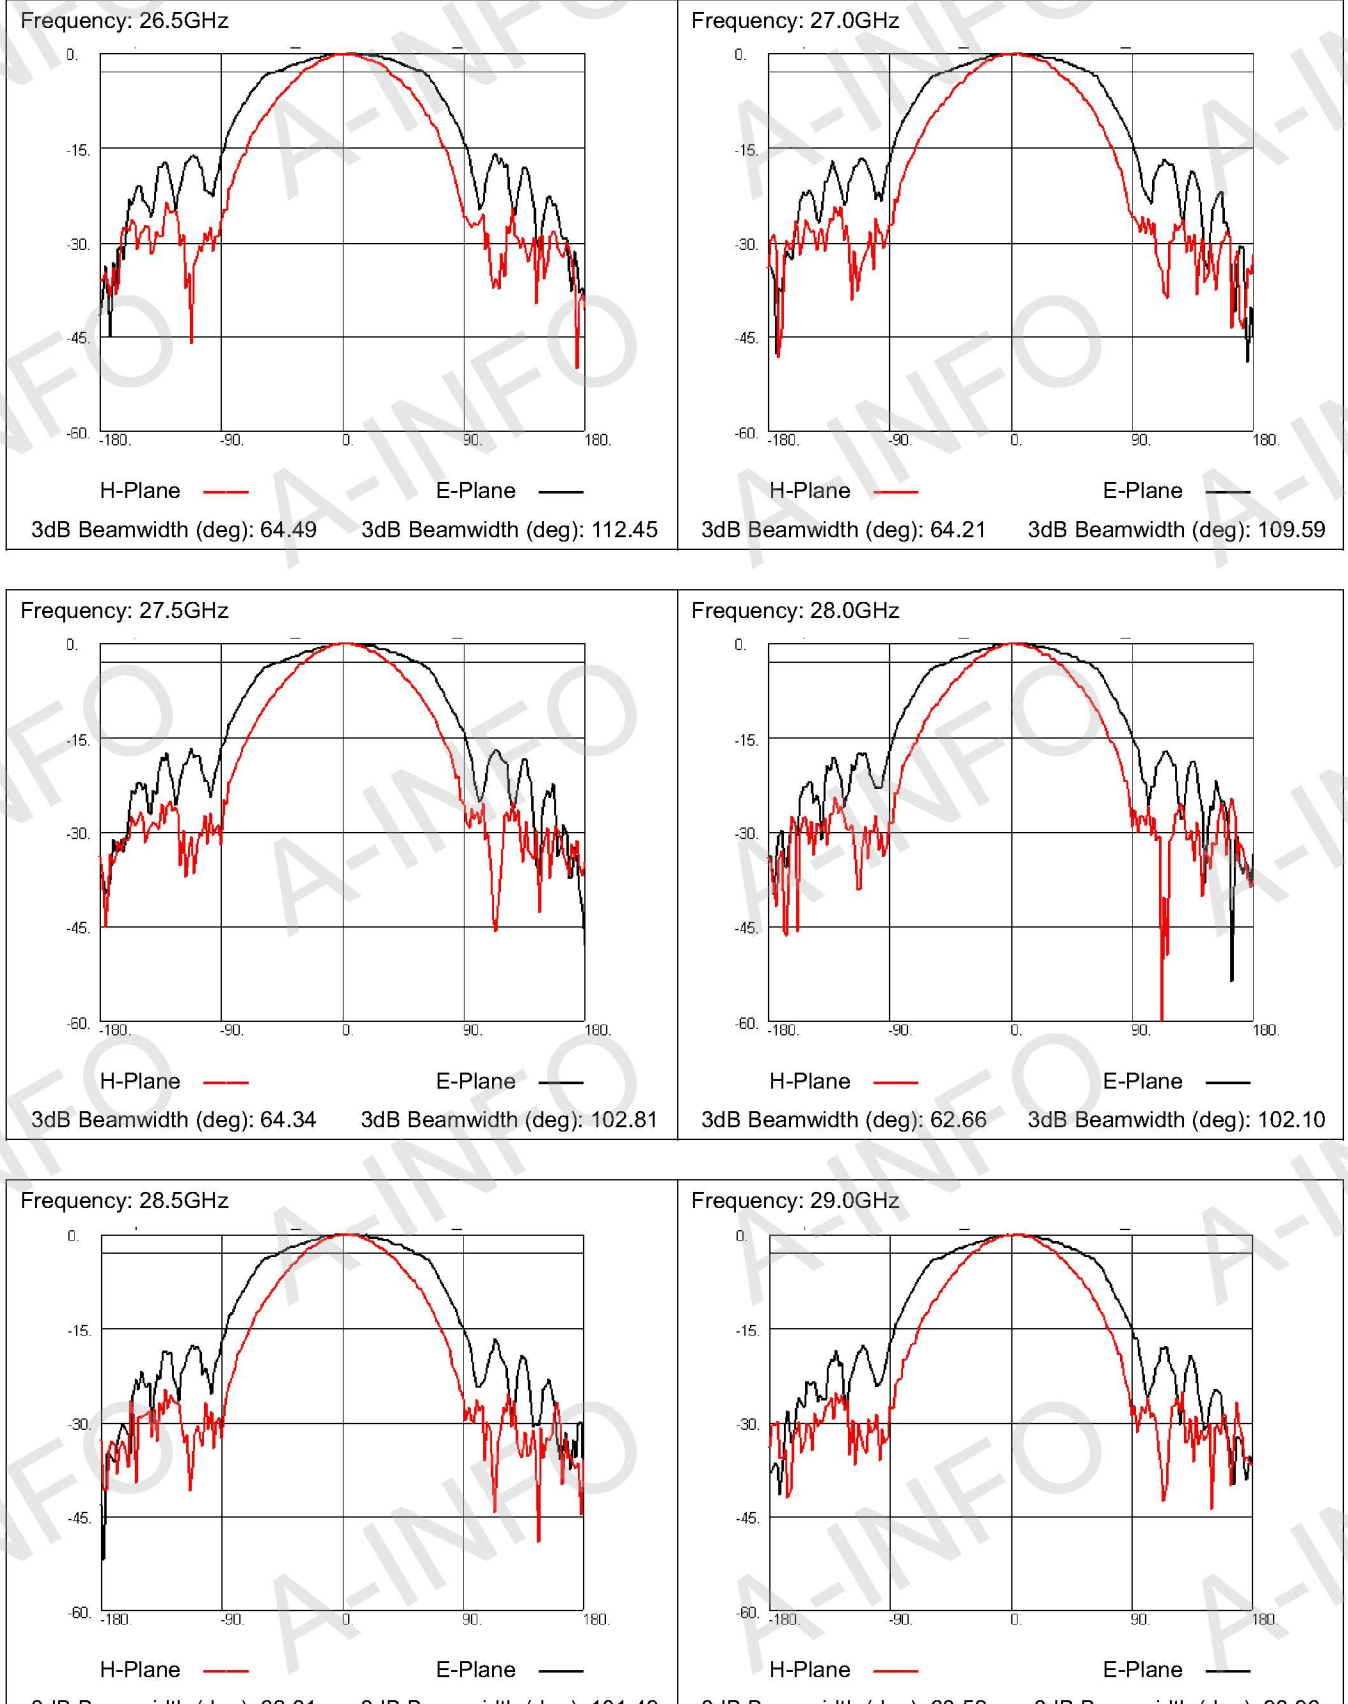 Frequency: 26.5GHz
0.
-15.
-30.
-45.
-60.
-180. -90. 0. 90. 180.
H-Plane E-Plane
3dB Beamwidth (deg): 64.49 3dB Beamwidth (deg): 112.45
Frequency: 27.0GHz
0.
-15.
-30.
-45.
-60.
-180. -90. 0. 90. 180.
H-Plane E-Plane
3dB Beamwidth (deg): 64.21 3dB Beamwidth (deg): 109.59
Frequency: 27.5GHz
0.
-15.
-30.
-45.
-60.
-180. -90. 0. 90. 180.
H-Plane E-Plane
3dB Beamwidth (deg): 64.34 3dB Beamwidth (deg): 102.81
Frequency: 28.0GHz
0.
-15.
-30.
-45.
-60.
-180. -90. 0. 90. 180.
H-Plane E-Plane
3dB Beamwidth (deg): 62.66 3dB Beamwidth (deg): 102.10
Frequency: 28.5GHz
0.
-15.
-30.
-45.
-60.
-180. -90. 0. 90. 180.
H-Plane E-Plane
Frequency: 29.0GHz
0.
-15.
-30.
-45.
-60.
-180. -90. 0. 90. 180.
H-Plane E-Plane
A-INFO
A-INFO
A-INFO
A-INFO
A-INFO
A-INFO